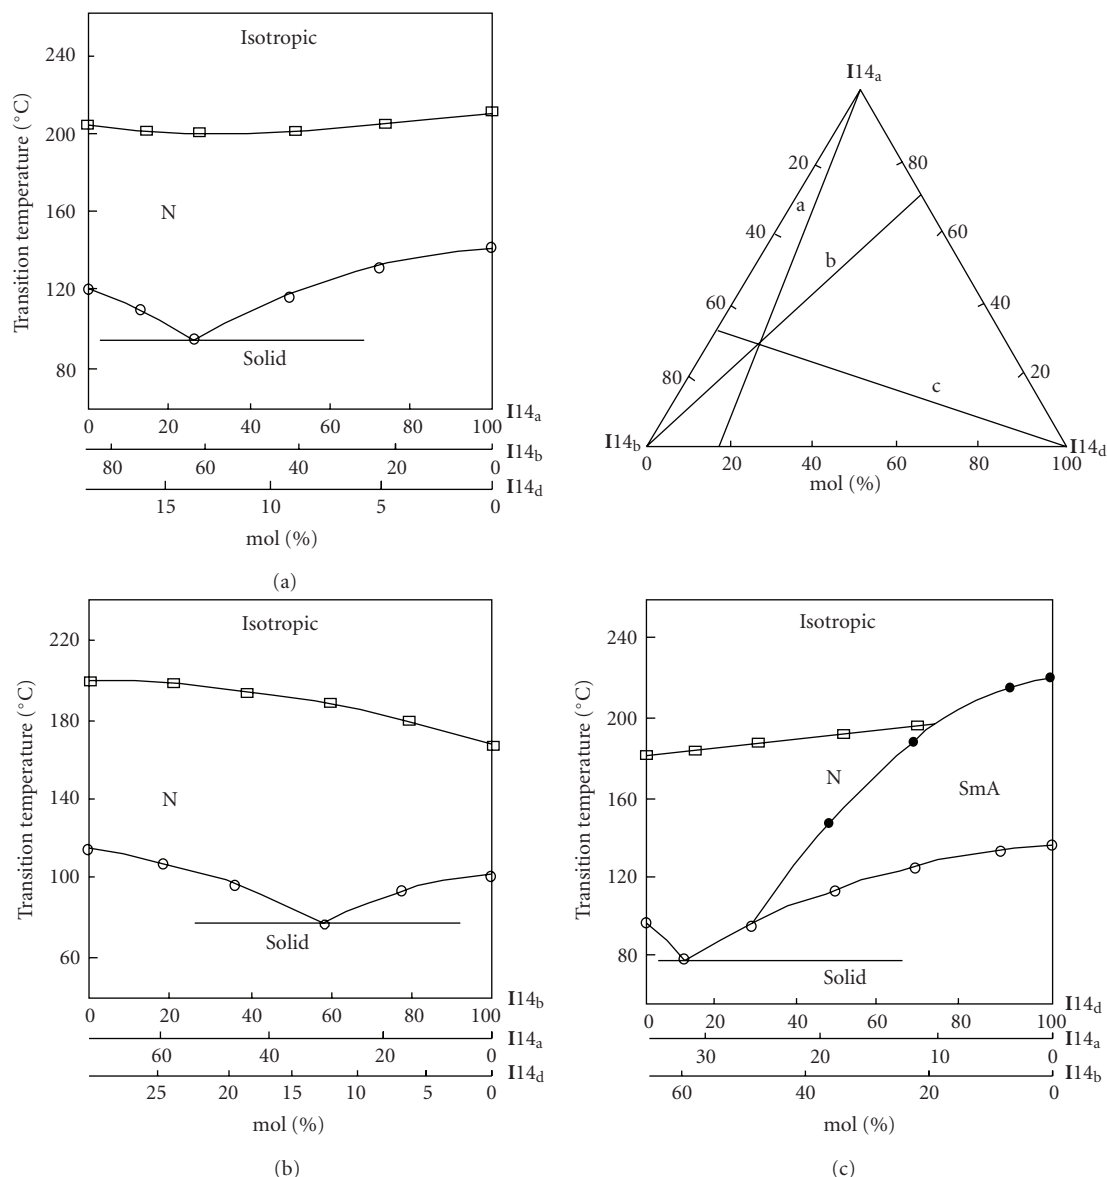 Transition temperature (°C)
240
200
160
120
80
Isotropic
N
Solid
0 20 40 60 80 100 I14a
80 60 40 20 0 I14b
15 10 5 0 I14d
mol (%)
(a)
I14a
20 80
a
40 60
b
60 40
80 20
c
I14b I14d
0 20 40 60 80 100
mol (%)
Transition temperature (°C)
220
180
140
100
60
Isotropic
N
Solid
0 20 40 60 80 100 I14b
60 40 20 0 I14a
25 20 15 10 5 0 I14d
mol (%)
(b)
Transition temperature (°C)
240
200
160
120
80
Isotropic
N
SmA
Solid
0 20 40 60 80 100 I14d
30 20 10 0 I14a
60 40 20 0 I14b
mol (%)
(c)